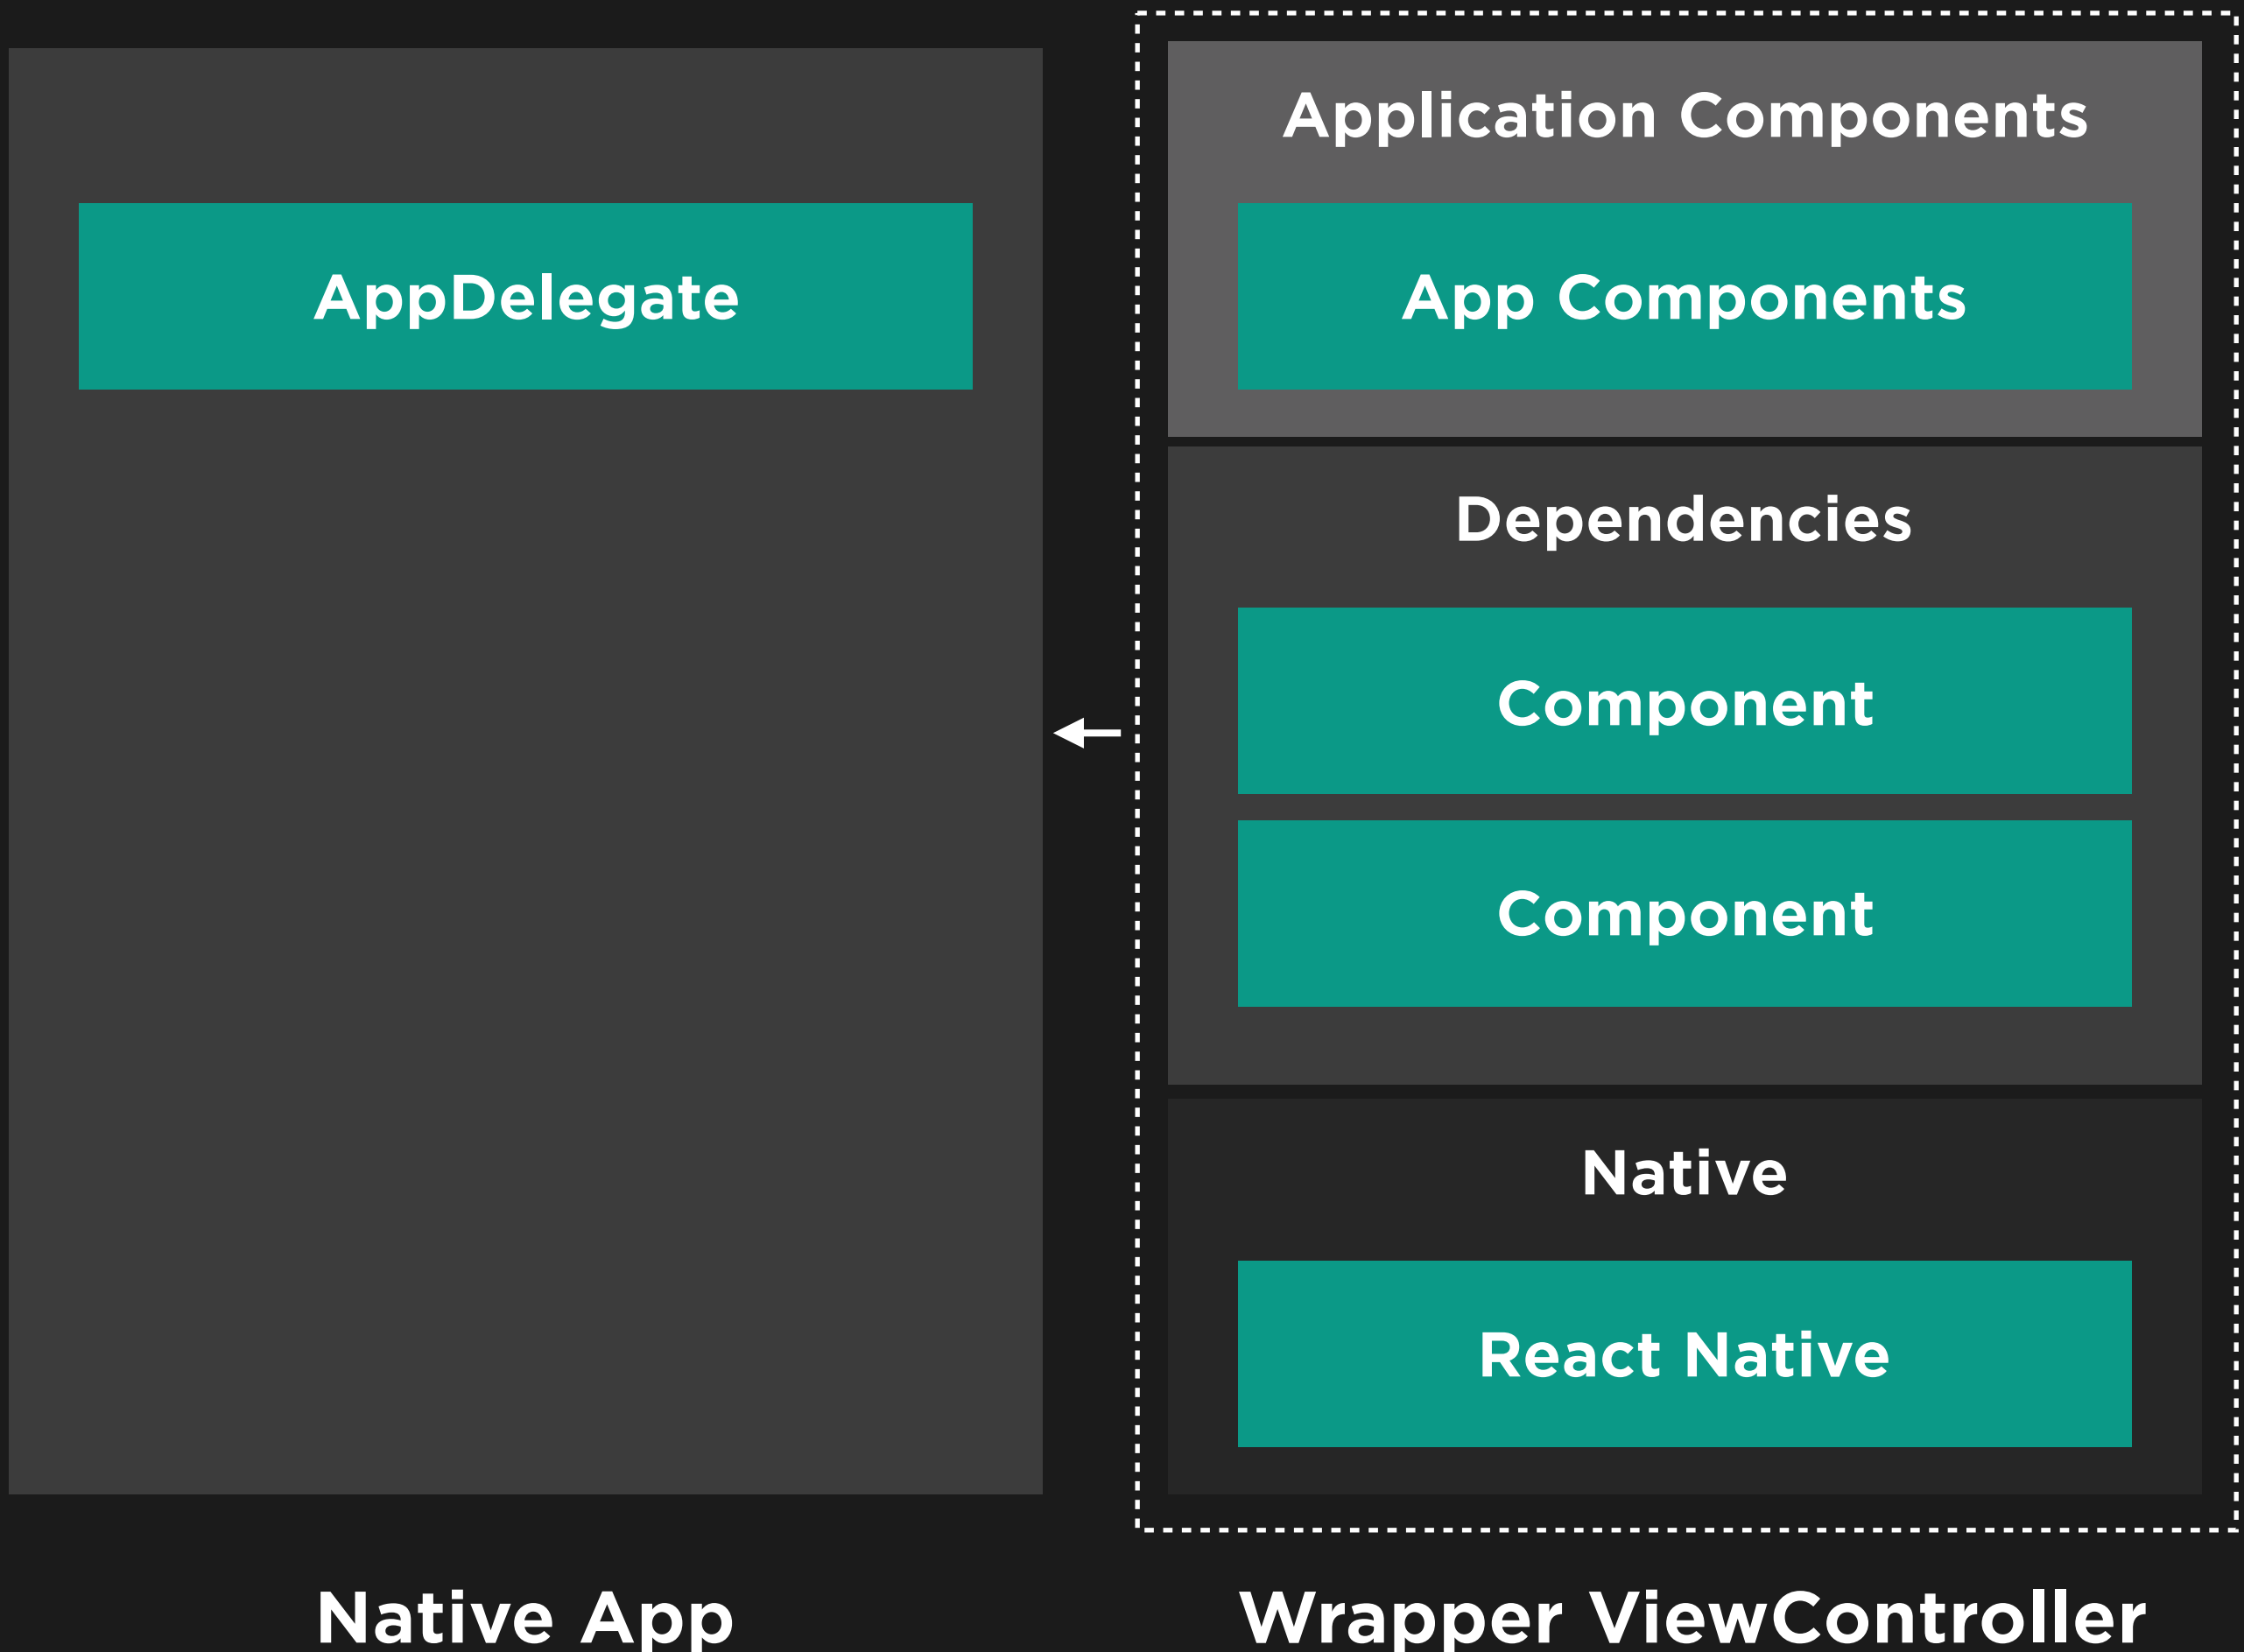 AppDelegate
Native App
Application Components
App Components
Dependencies
Component
Component
Native
React Native
Wrapper ViewController